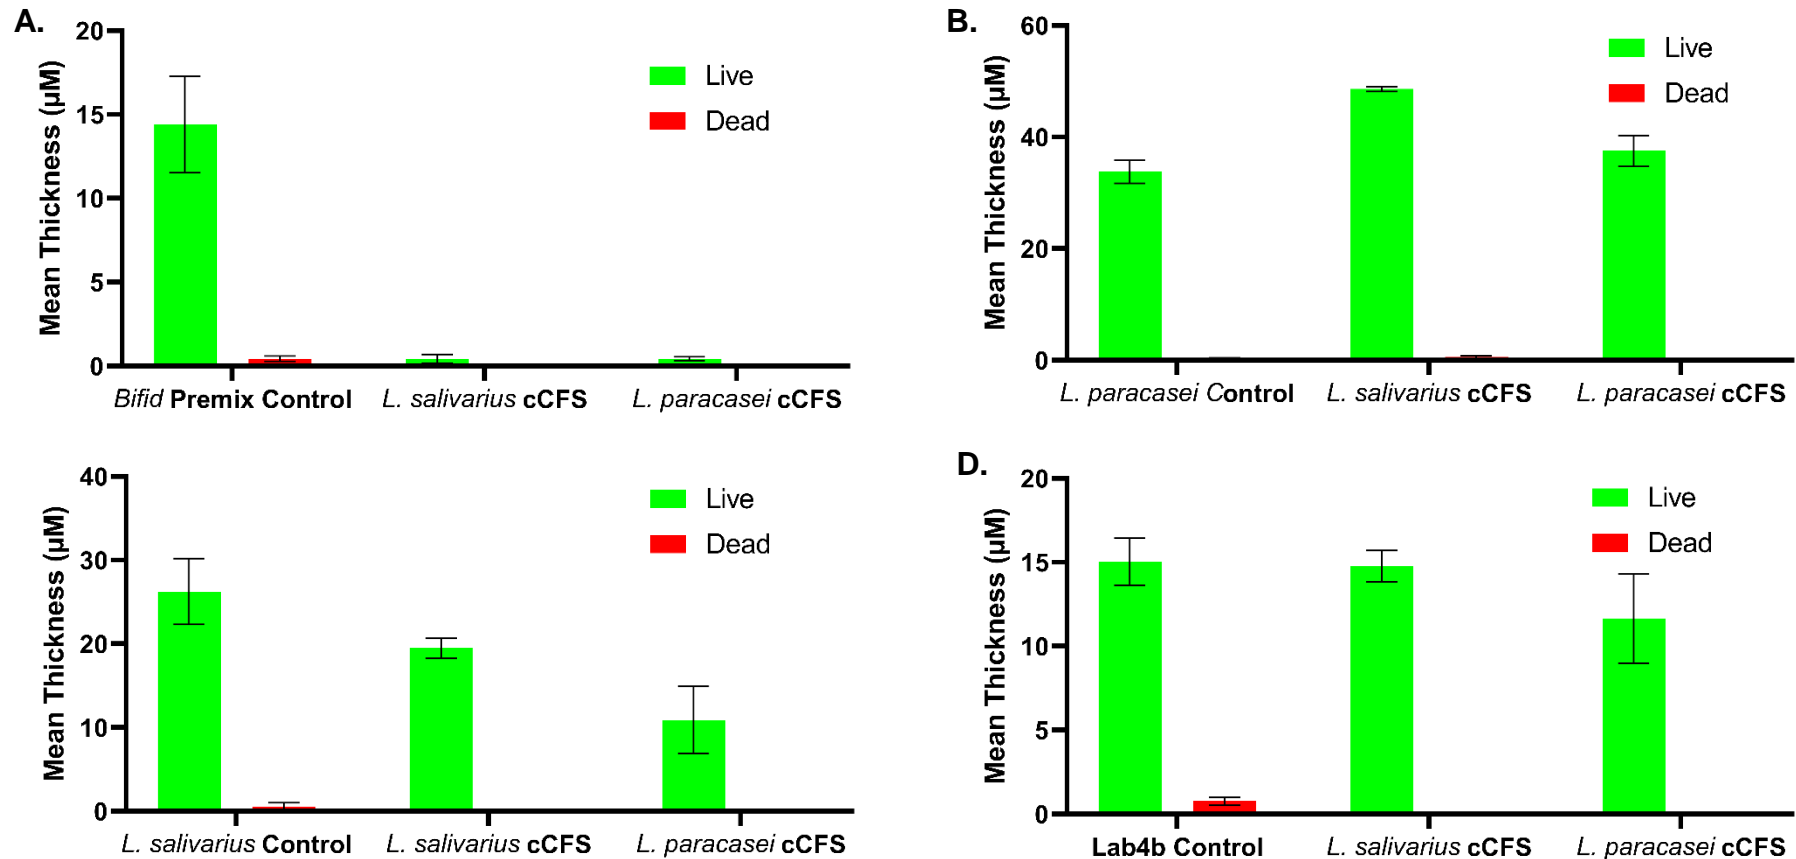 A.
Mean Thickness (µM)
20
15
10
5
0
Live
Dead
Bifid Premix Control
L. salivarius cCFS
L. paracasei cCFS
B.
Mean Thickness (µM)
60
40
20
0
Live
Dead
L. paracasei Control
L. salivarius cCFS
L. paracasei cCFS
Mean Thickness (µM)
40
30
20
10
0
Live
Dead
L. salivarius Control
L. salivarius cCFS
L. paracasei cCFS
D.
Mean Thickness (µM)
20
15
10
5
0
Live
Dead
Lab4b Control
L. salivarius cCFS
L. paracasei cCFS